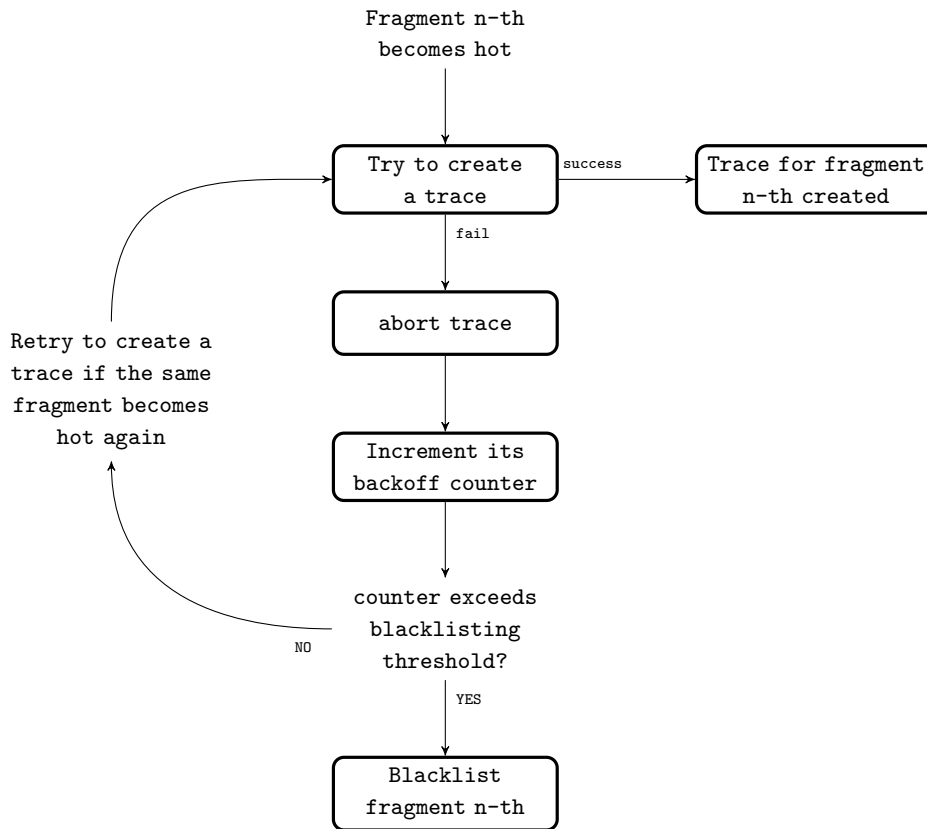 Fragment n-th
becomes hot
Try to create
a trace
success
Trace for fragment
n-th created
fail
abort trace
Retry to create a
trace if the same
fragment becomes
hot again
Increment its
backoff counter
counter exceeds
blacklisting
threshold?
NO
YES
Blacklist
fragment n-th